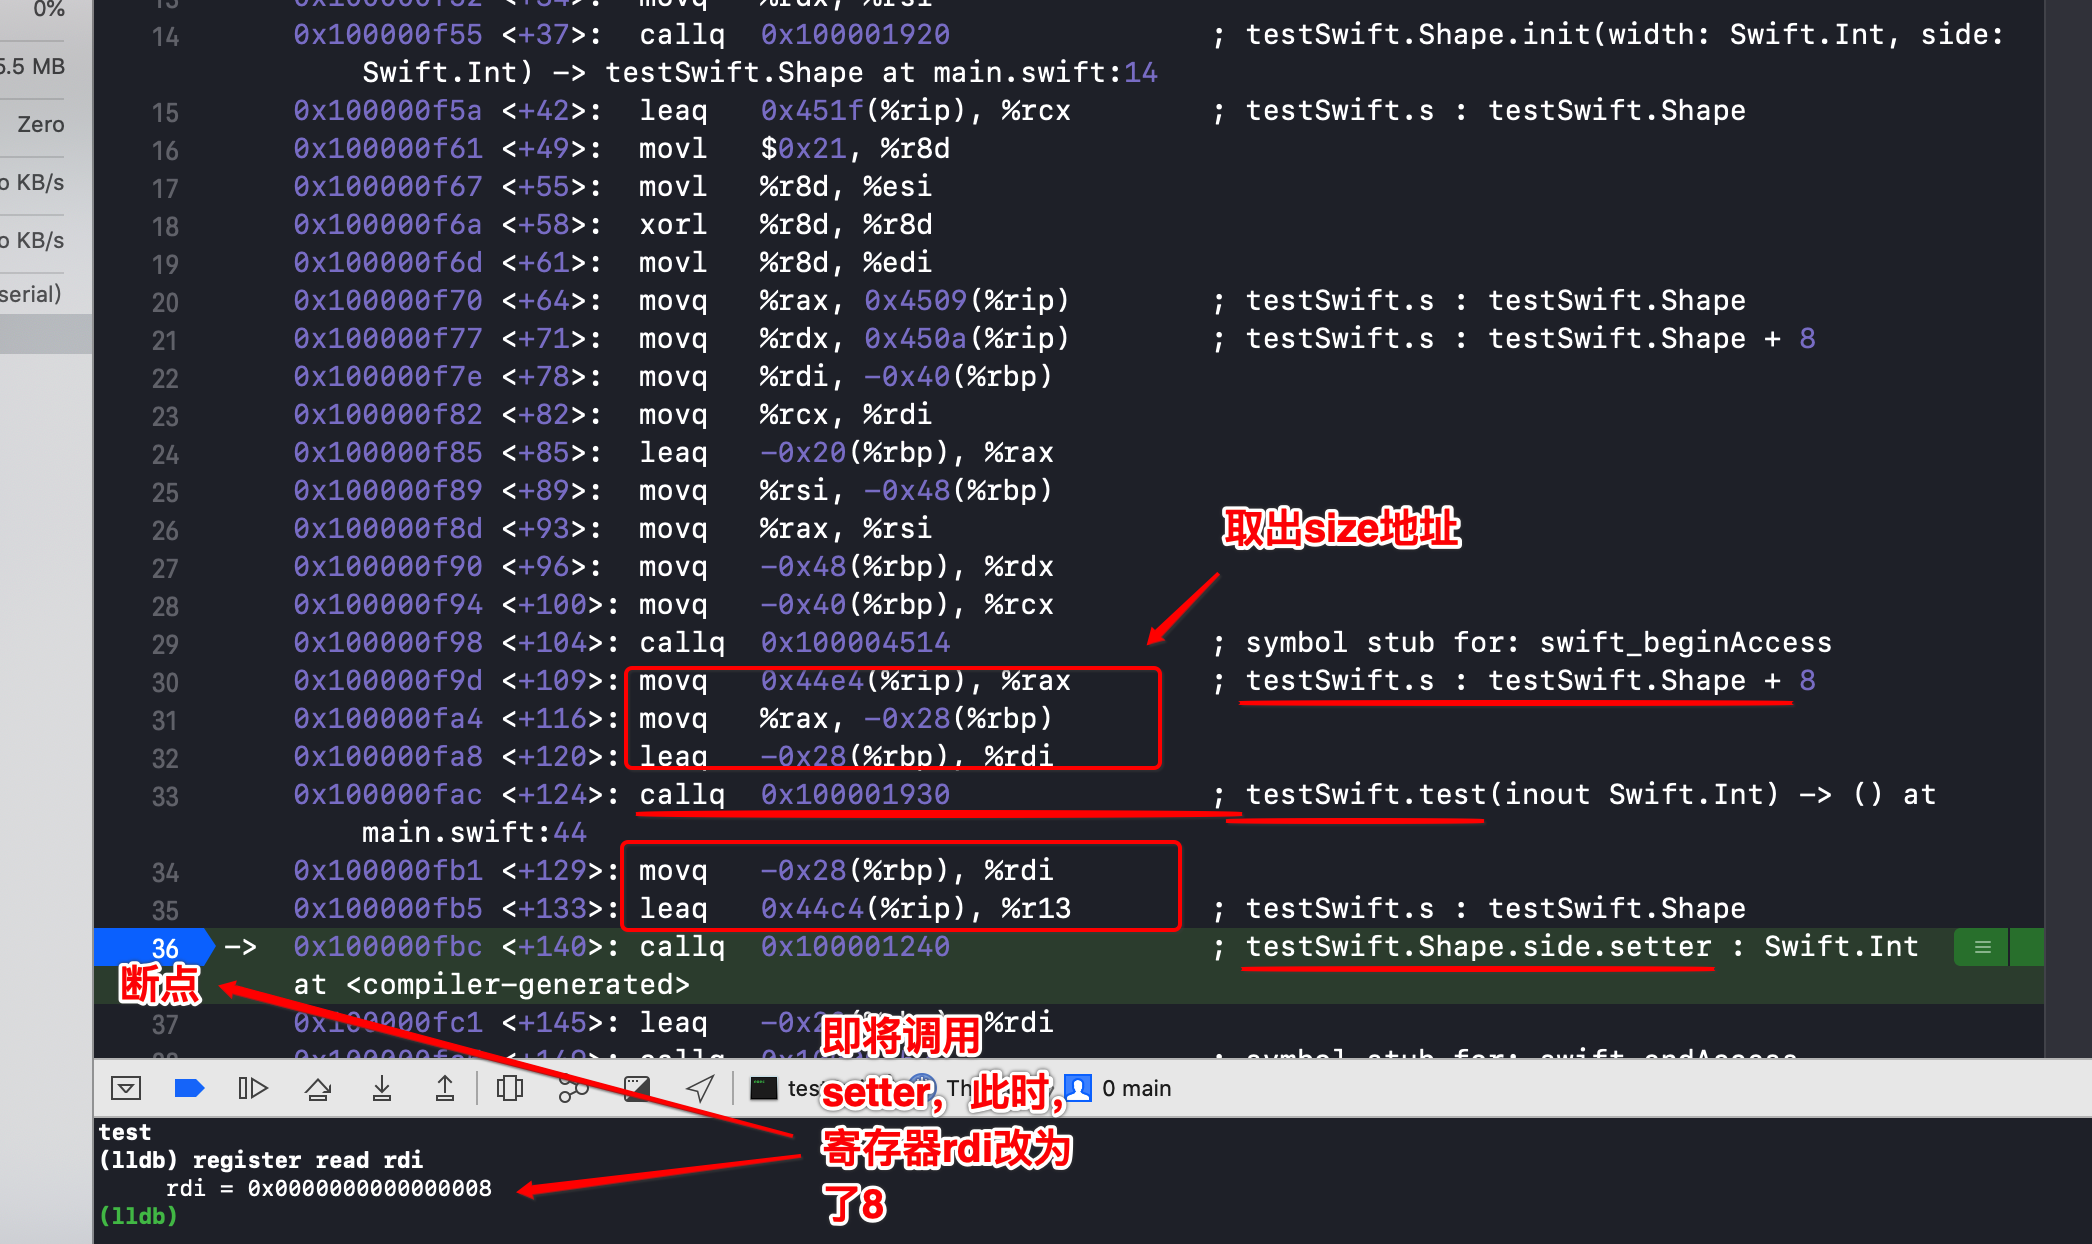 0%
5.5 MB
Zero
KB/s
KB/s
serial)
14 0x100000f55 <+37>: callq 0x100001920 ; testSwift.Shape.init(width: Swift.Int, side:
Swift.Int) -> testSwift.Shape at main.swift:14
15 0x100000f5a <+42>: leaq 0x451f(%rip), %rcx ; testSwift.s : testSwift.Shape
16 0x100000f61 <+49>: movl $0x21, %r8d
17 0x100000f67 <+55>: movl %r8d, %esi
18 0x100000f6a <+58>: xorl %r8d, %r8d
19 0x100000f6d <+61>: movl %r8d, %edi
20 0x100000f70 <+64>: movq %rax, 0x4509(%rip) ; testSwift.s : testSwift.Shape
21 0x100000f77 <+71>: movq %rdx, 0x450a(%rip) ; testSwift.s : testSwift.Shape + 8
22 0x100000f7e <+78>: movq %rdi, -0x40(%rbp)
23 0x100000f82 <+82>: movq %rcx, %rdi
24 0x100000f85 <+85>: leaq -0x20(%rbp), %rax
25 0x100000f89 <+89>: movq %rsi, -0x48(%rbp)
26 0x100000f8d <+93>: movq %rax, %rsi
取出size地址
27 0x100000f90 <+96>: movq -0x48(%rbp), %rdx
28 0x100000f94 <+100>: movq -0x40(%rbp), %rcx
29 0x100000f98 <+104>: callq 0x100004514 ; symbol stub for: swift_beginAccess
30 0x100000f9d <+109>: movq 0x44e4(%rip), %rax ; testSwift.s : testSwift.Shape + 8
31 0x100000fa4 <+116>: movq %rax, -0x28(%rbp)
32 0x100000fa8 <+120>: leaq -0x28(%rbp), %rdi
33 0x100000fac <+124>: callq 0x100001930 ; testSwift.test(inout Swift.Int) -> () at
main.swift:44
34 0x100000fb1 <+129>: movq -0x28(%rbp), %rdi
35 0x100000fb5 <+133>: leaq 0x44c4(%rip), %r13 ; testSwift.s : testSwift.Shape
36 -> 0x100000fbc <+140>: callq 0x100001240 ; testSwift.Shape.side.setter : Swift.Int
at <compiler-generated>
断点
37 0x100000fc1 <+145>: leaq %rdi
即将调用
setter，此时，
寄存器rdi改为
了8
0 main
test
(lldb) register read rdi
rdi = 0x0000000000000008
(lldb)